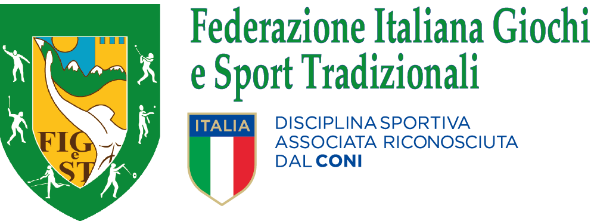 Federazione Italiana Giochi
e Sport Tradizionali
FIG
e
ST
ITALIA
DISCIPLINA SPORTIVA
ASSOCIATA RICONOSCIUTA
DAL CONI